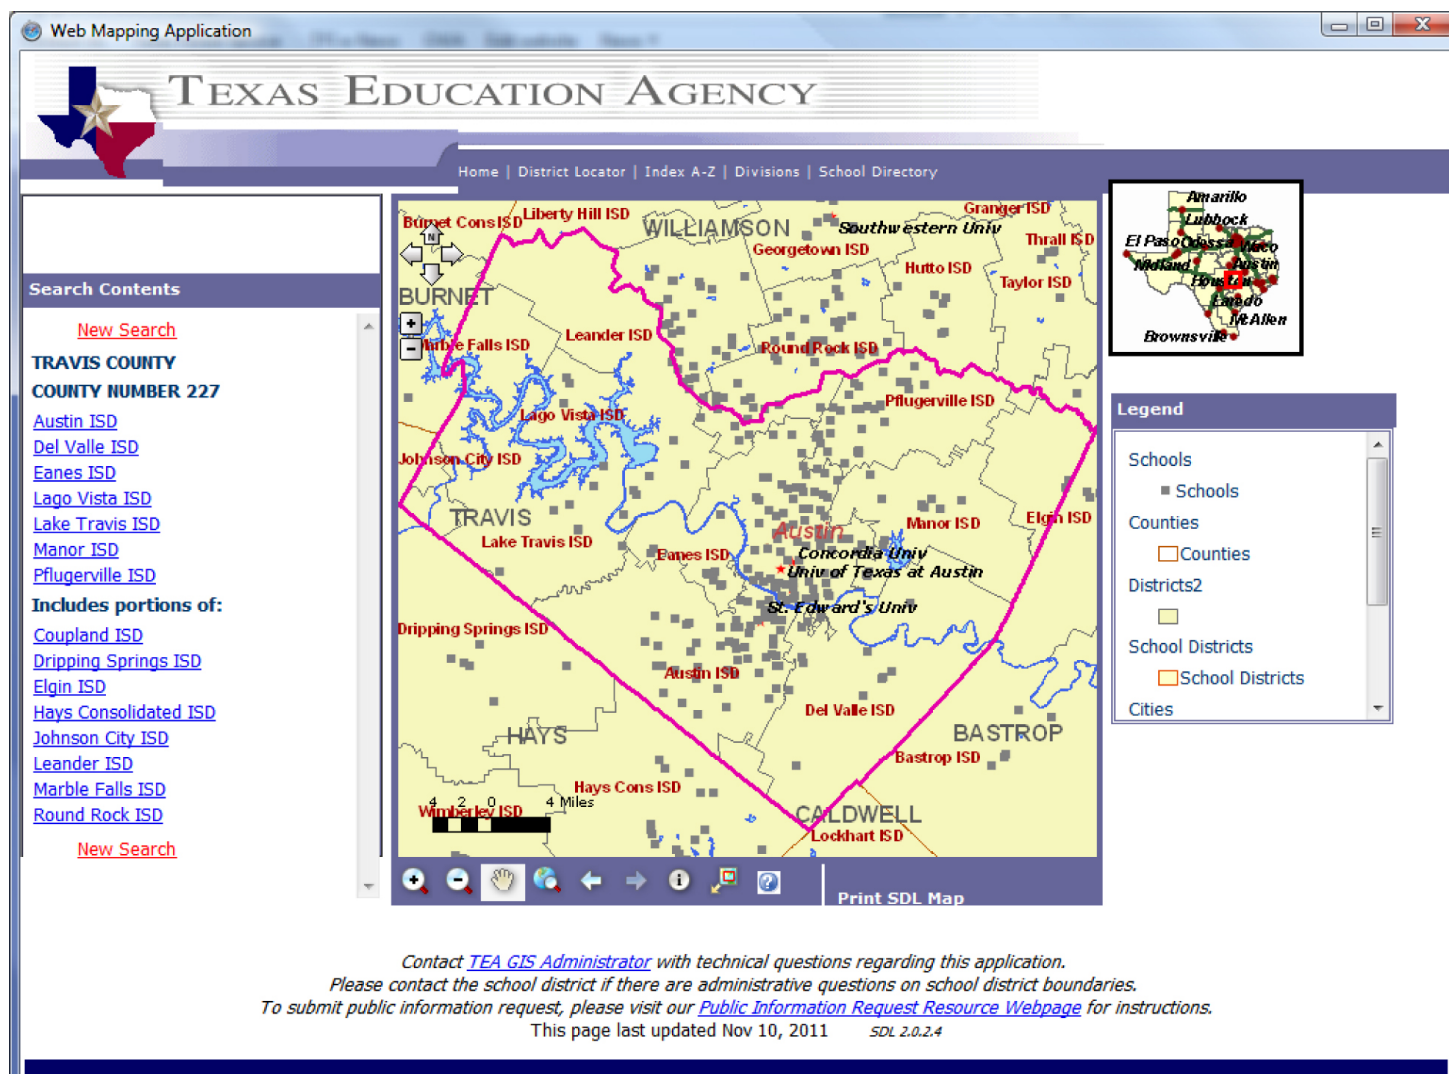 Web Mapping Application
TEXAS EDUCATION AGENCY
Home | District Locator | Index A-Z | Divisions | School Directory
Search Contents
New Search
TRAVIS COUNTY
COUNTY NUMBER 227
Austin ISD
Del Valle ISD
Eanes ISD
Lago Vista ISD
Lake Travis ISD
Manor ISD
Pflugerville ISD
Includes portions of:
Coupland ISD
Dripping Springs ISD
Elgin ISD
Hays Consolidated ISD
Johnson City ISD
Leander ISD
Marble Falls ISD
Round Rock ISD
New Search
Burnet Cons ISD
Liberty Hill ISD
WILLIAMSON
Granger ISD
Southwestern Univ
Georgetown ISD
Thrall ISD
N
Hutto ISD
Taylor ISD
BURNET
Leander ISD
Marble Falls ISD
Round Rock ISD
Pflugerville ISD
Lago Vista ISD
Johnson City ISD
TRAVIS
Elgin ISD
Manor ISD
Austin
Lake Travis ISD
Eanes ISD
Concordia Univ
Univ of Texas at Austin
St. Edward's Univ
Dripping Springs ISD
Austin ISD
Del Valle ISD
HAYS
BASTROP
Bastrop ISD
Hays Cons ISD
4 2 0 4 Miles
Wimberley ISD
CALDWELL
Lockhart ISD
Print SDL Map
Amarillo
Lubbock
El Paso
Odessa
Waco
Midland
Austin
Houston
Laredo
McAllen
Brownsville
Legend
Schools
Schools
Counties
Counties
Districts2
School Districts
School Districts
Cities
Contact TEA GIS Administrator with technical questions regarding this application.
Please contact the school district if there are administrative questions on school district boundaries.
To submit public information request, please visit our Public Information Request Resource Webpage for instructions.
This page last updated Nov 10, 2011 SDL 2.0.2.4